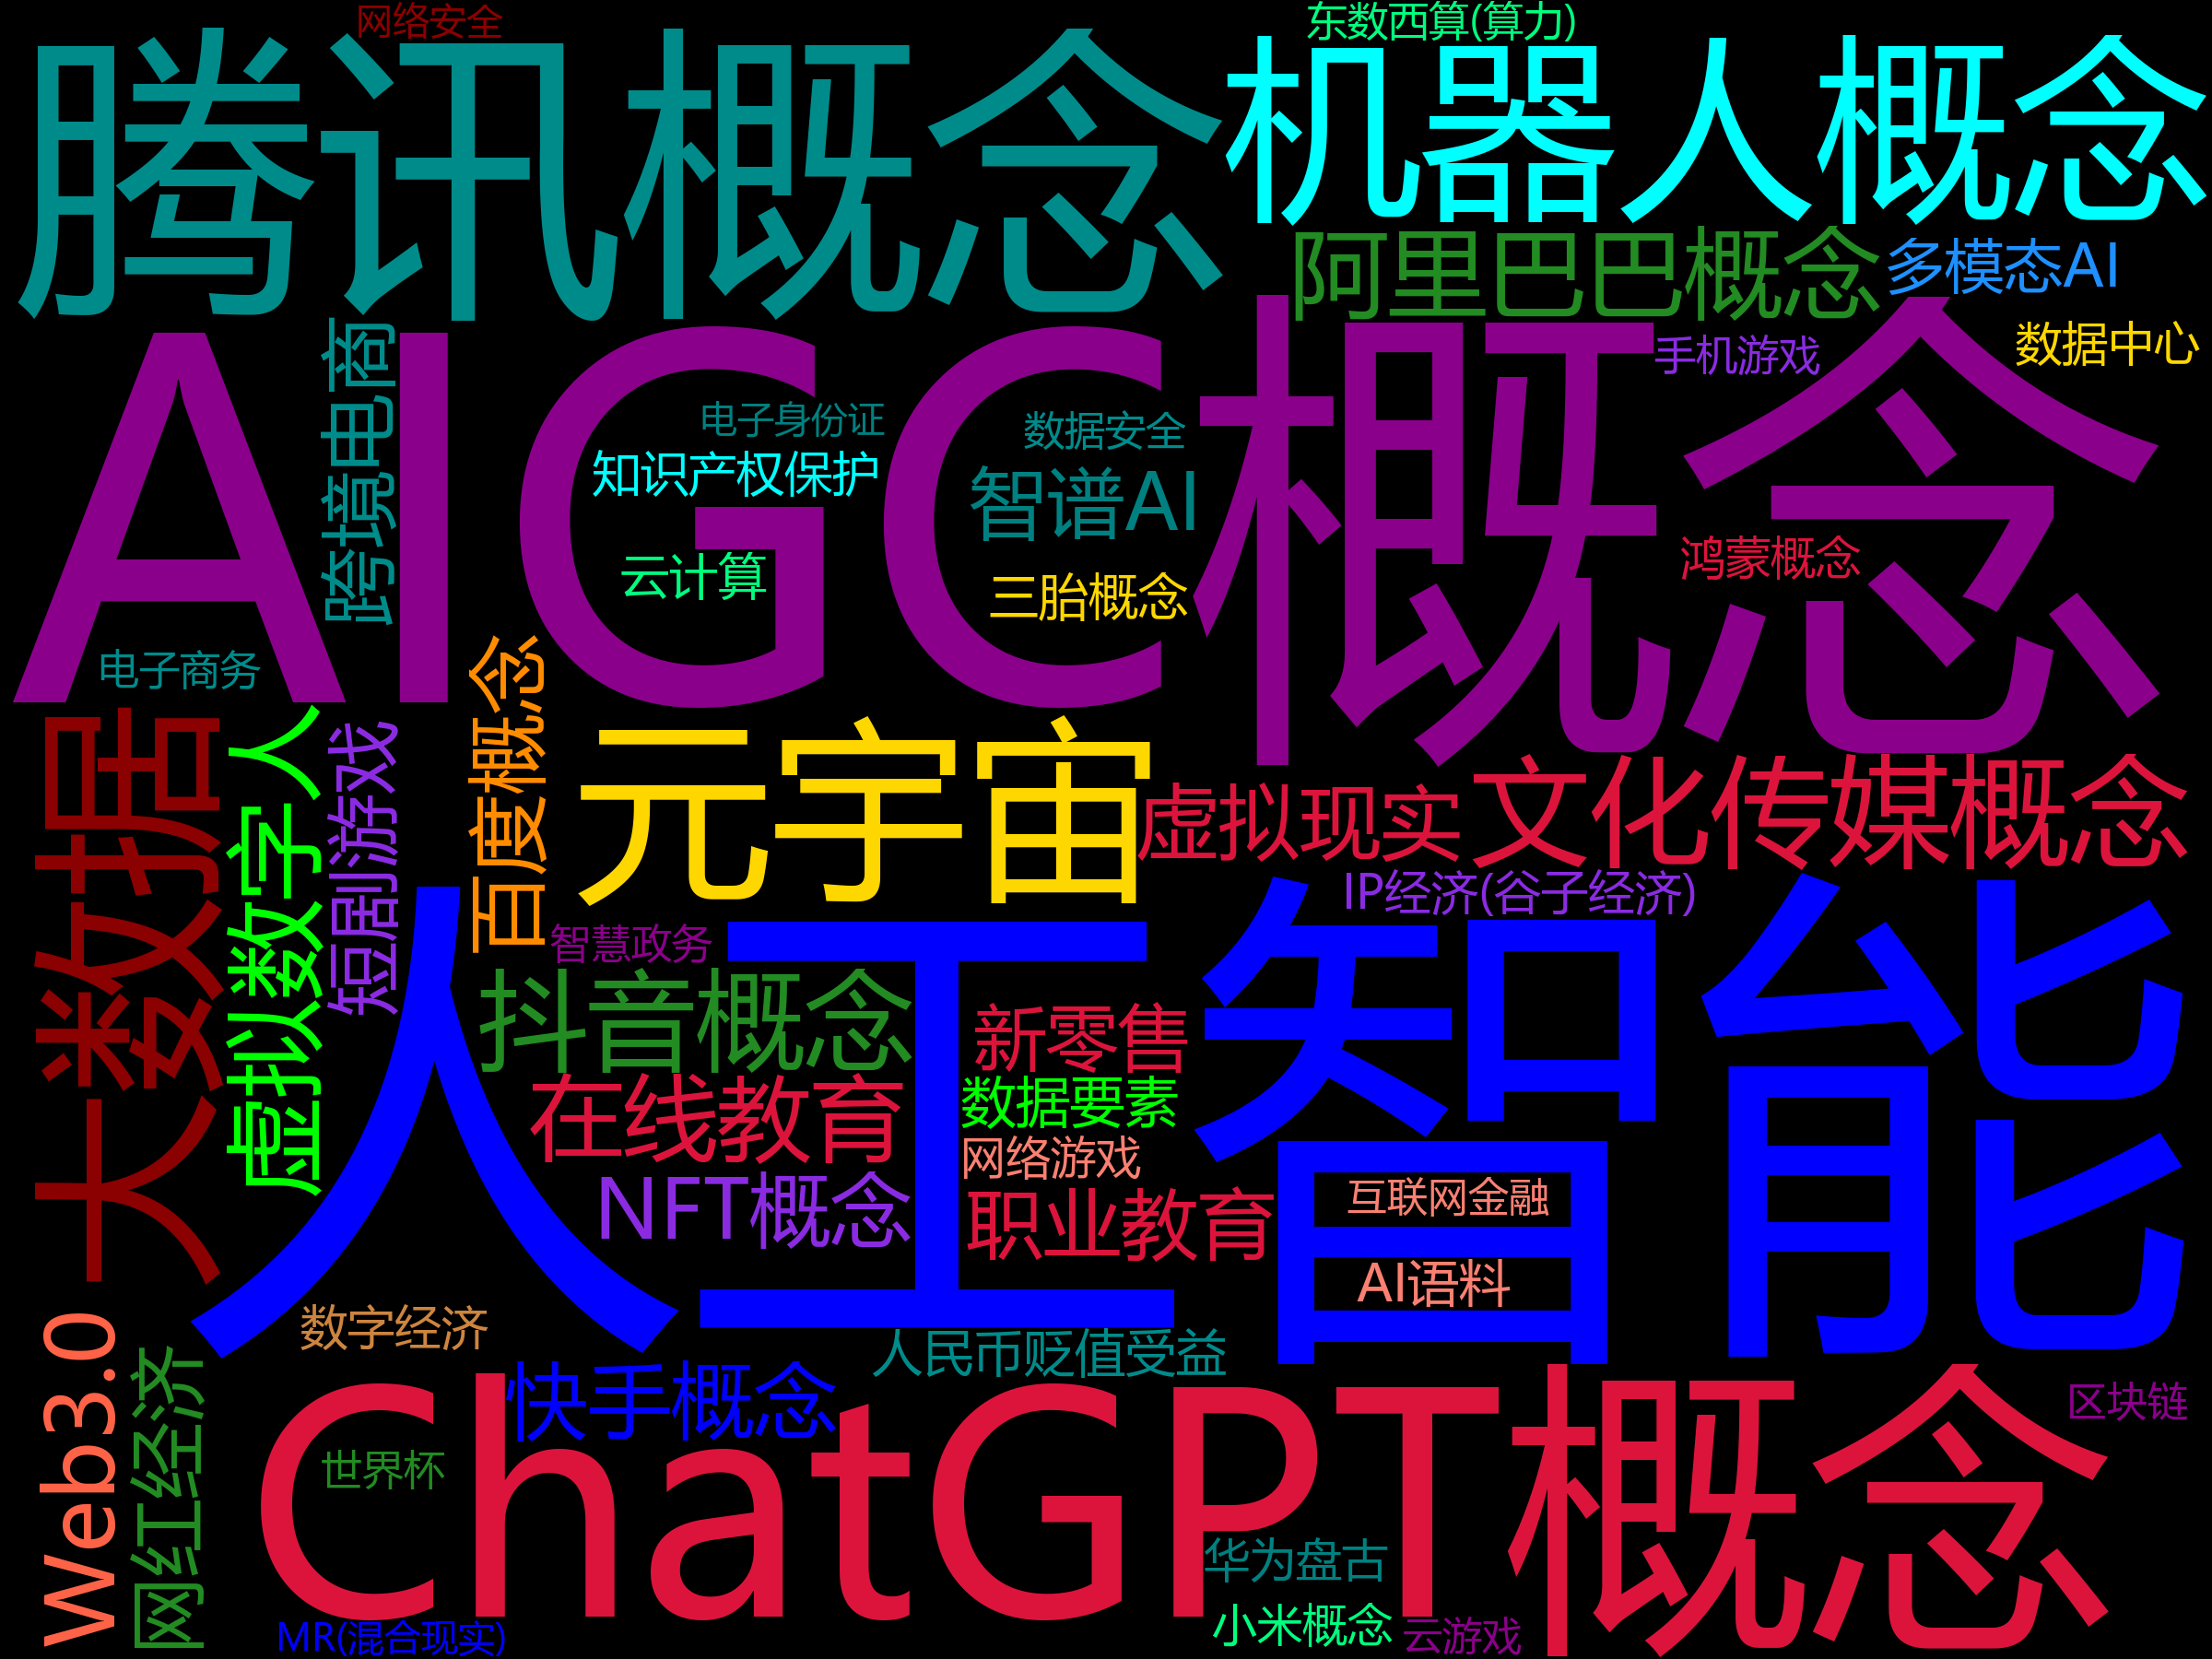 网络安全
东数西算(算力)
腾讯概念
机器人概念
阿里巴巴概念
多模态AI
数据中心
手机游戏
AIGC概念
跨境电商
电子身份证
数据安全
知识产权保护
智谱AI
云计算
三胎概念
鸿蒙概念
电子商务
大数据
虚拟数字人
短剧游戏
百度概念
元宇宙
虚拟现实
文化传媒概念
IP经济(谷子经济)
智慧政务
人工智能
抖音概念
新零售
在线教育
数据要素
网络游戏
NFT概念
职业教育
互联网金融
AI语料
Web3.0
网红经济
数字经济
人民币贬值受益
快手概念
ChatGPT概念
区块链
世界杯
华为盘古
小米概念
云游戏
MR(混合现实)